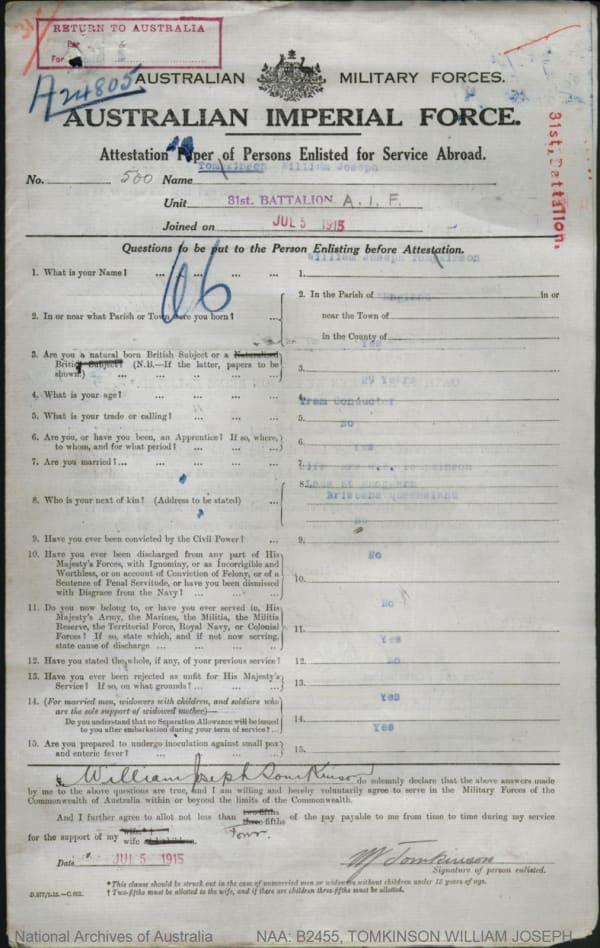 RETURN TO AUSTRALIA
Per &
For
A24805
AUSTRALIAN MILITARY FORCES.
AUSTRALIAN IMPERIAL FORCE.
31st. Battalion.
Attestation Paper of Persons Enlisted for Service Abroad.
No. 500 Name Tomkinson William Joseph
Unit 31st. BATTALION A.I.F.
Joined on JUL 5 1915
Questions to be put to the Person Enlisting before Attestation.
66
1. What is your Name? ... ... ... ... 1. William Joseph Tomkinson
2. In or near what Parish or Town were you born? ... 2. In the Parish of England in or
near the Town of
in the County of
3. Are you a natural born British Subject or a Naturalized
British Subject? (N.B.—If the latter, papers to be
shown.) ... ... ... ... 3. Yes
4. What is your age? ... ... ... ... 4. 29 Years
5. What is your trade or calling? ... ... ... 5. Tram Conductor
6. Are you, or have you been, an Apprentice? If so, where,
to whom, and for what period? ... ... ... 6. No
7. Are you married? ... ... ... ... 7. Yes
8. Who is your next of kin? (Address to be stated) ... 8. Tomkinson
Brisbane Queensland
9. Have you ever been convicted by the Civil Power? ... 9. No
10. Have you ever been discharged from any part of His
Majesty's Forces, with Ignominy, or as Incorrigible and
Worthless, or on account of Conviction of Felony, or of a
Sentence of Penal Servitude, or have you been dismissed
with Disgrace from the Navy? ... ... ... 10. No
11. Do you now belong to, or have you ever served in, His
Majesty's Army, the Marines, the Militia, the Militia
Reserve, the Territorial Force, Royal Navy, or Colonial
Forces? If so, state which, and if not now serving,
state cause of discharge ... ... ... ... 11. No
12. Have you stated the whole, if any, of your previous service? 12. Yes
13. Have you ever been rejected as unfit for His Majesty's
Service? If so, on what grounds? ... ... ... 13. No
14. (For married men, widowers with children, and soldiers who
are the sole support of widowed mother)—
Do you understand that no Separation Allowance will be issued
to you after embarkation during your term of service? ... 14. Yes
15. Are you prepared to undergo inoculation against small pox
and enteric fever? ... ... ... ... 15. Yes
I, William Joseph Tomkinson do solemnly declare that the above answers made
by me to the above questions are true, and I am willing and hereby voluntarily agree to serve in the Military Forces of the
Commonwealth of Australia within or beyond the limits of the Commonwealth.
And I further agree to allot not less than two-fifths three-fifths of the pay payable to me from time to time during my service
for the support of my wife wife and children Four.
Date JUL 5 1915
WJ Tomkinson
Signature of person enlisted.
* This clause should be struck out in the case of unmarried men or widowers without children under 18 years of age.
D.277/1.15.—C.662. † Two-fifths must be allotted to the wife, and if there are children three-fifths must be allotted.
National Archives of Australia NAA: B2455, TOMKINSON WILLIAM JOSEPH